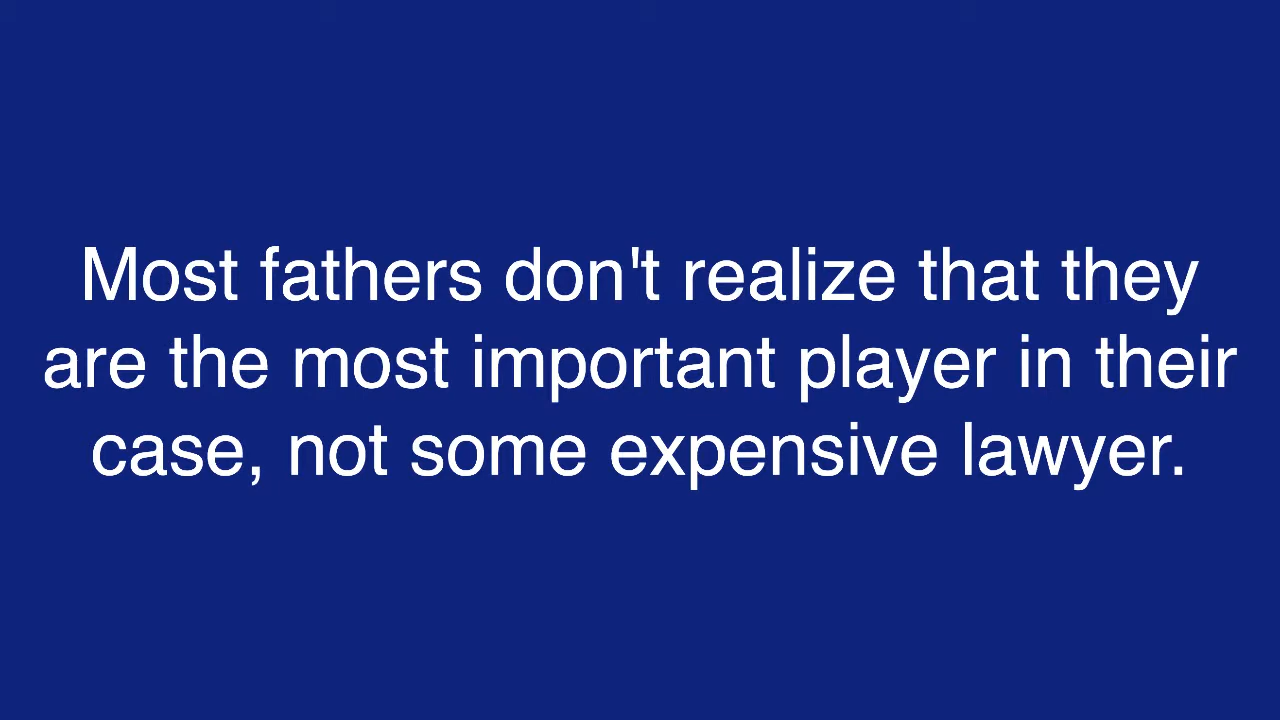 Most fathers don't realize that they
are the most important player in their
case, not some expensive lawyer.